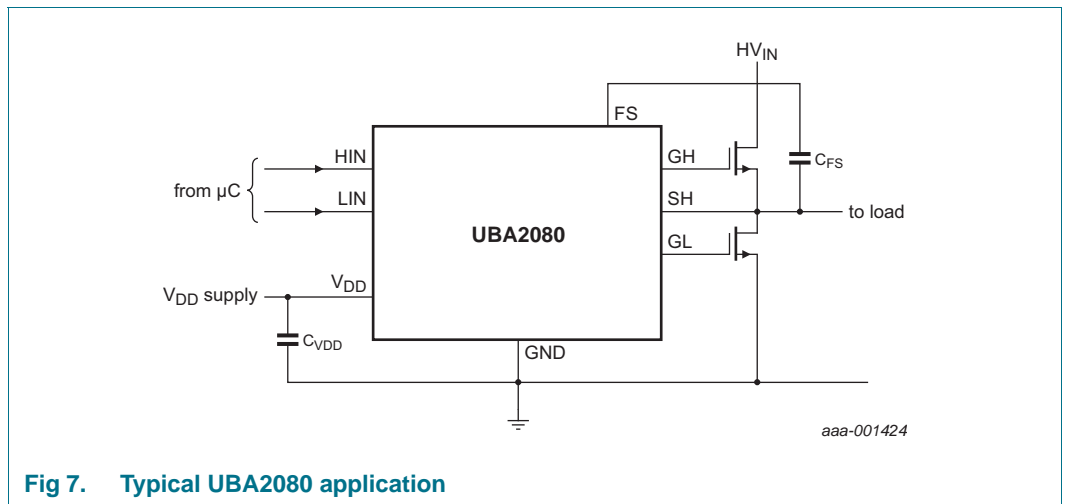 HV_IN
FS
HIN
GH
C_FS
from µC
SH
to load
LIN
UBA2080
GL
V_DD supply
V_DD
C_VDD
GND
aaa-001424
Fig 7. Typical UBA2080 application